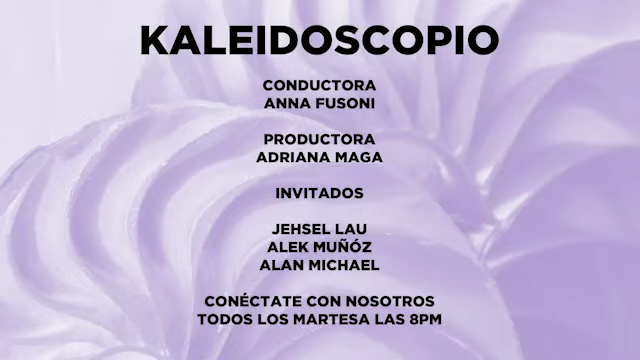 KALEIDOSCOPIO
CONDUCTORA
ANNA FUSONI
PRODUCTORA
ADRIANA MAGA
INVITADOS
JEHSEL LAU
ALEK MUÑÓZ
ALAN MICHAEL
CONÉCTATE CON NOSOTROS
TODOS LOS MARTESA LAS 8PM